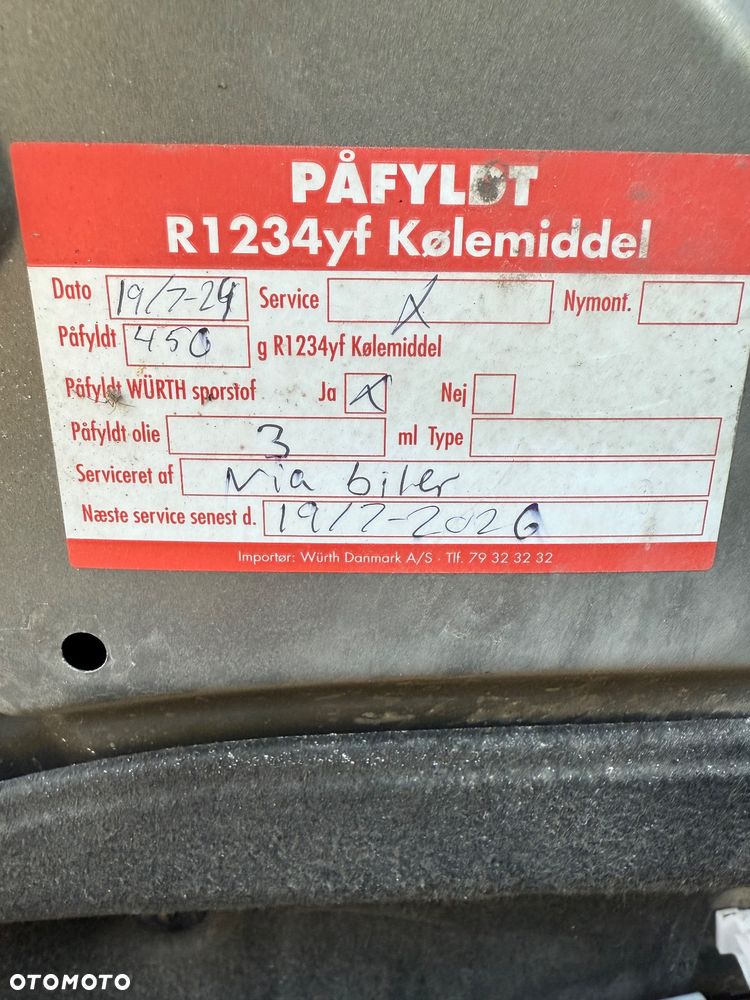 PÅFYLDT
R1234yf Kølemiddel
Dato 19/7-24 Service X Nymont.
Påfyldt 450 g R1234yf Kølemiddel
Påfyldt WÜRTH sporstof Ja X Nej
Påfyldt olie 3 ml Type
Serviceret af Via biler
Næste service senest d. 19/7-2026
Importør: Würth Danmark A/S · Tlf. 79 32 32 32
OTOMOTO